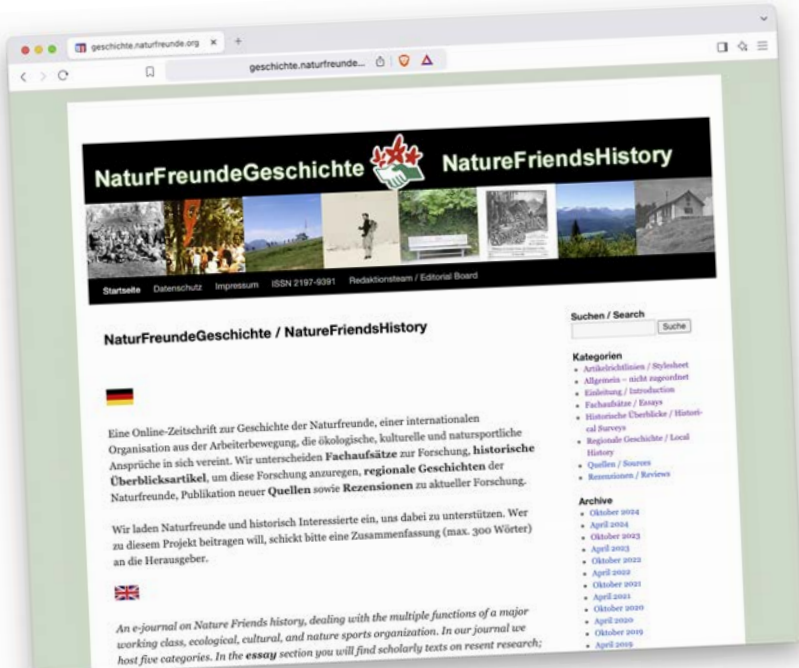 geschichte.naturfreunde.org
geschichte.naturfreunde...
NaturFreundeGeschichte NatureFriendsHistory
Startseite Datenschutz Impressum ISSN 2197-9391 Redaktionsteam / Editorial Board
NaturFreundeGeschichte / NatureFriendsHistory
Eine Online-Zeitschrift zur Geschichte der Naturfreunde, einer internationalen
Organisation aus der Arbeiterbewegung, die ökologische, kulturelle und natursportliche
Ansprüche in sich vereint. Wir unterscheiden Fachaufsätze zur Forschung, historische
Überblicksartikel, um diese Forschung anzuregen, regionale Geschichten der
Naturfreunde, Publikation neuer Quellen sowie Rezensionen zu aktueller Forschung.
Wir laden Naturfreunde und historisch Interessierte ein, uns dabei zu unterstützen. Wer
zu diesem Projekt beitragen will, schickt bitte eine Zusammenfassung (max. 300 Wörter)
an die Herausgeber.
An e-journal on Nature Friends history, dealing with the multiple functions of a major
working class, ecological, cultural, and nature sports organization. In our journal we
host five categories. In the essay section you will find scholarly texts on resent research;
Suchen / Search
Suche
Kategorien
Artikelrichtlinien / Stylesheet
Allgemein – nicht zugeordnet
Einleitung / Introduction
Fachaufsätze / Essays
Historische Überblicke / Histori-
cal Surveys
Regionale Geschichte / Local
History
Quellen / Sources
Rezensionen / Reviews
Archive
Oktober 2024
April 2024
Oktober 2023
April 2023
Oktober 2022
April 2022
Oktober 2021
April 2021
Oktober 2020
April 2020
Oktober 2019
April 2019